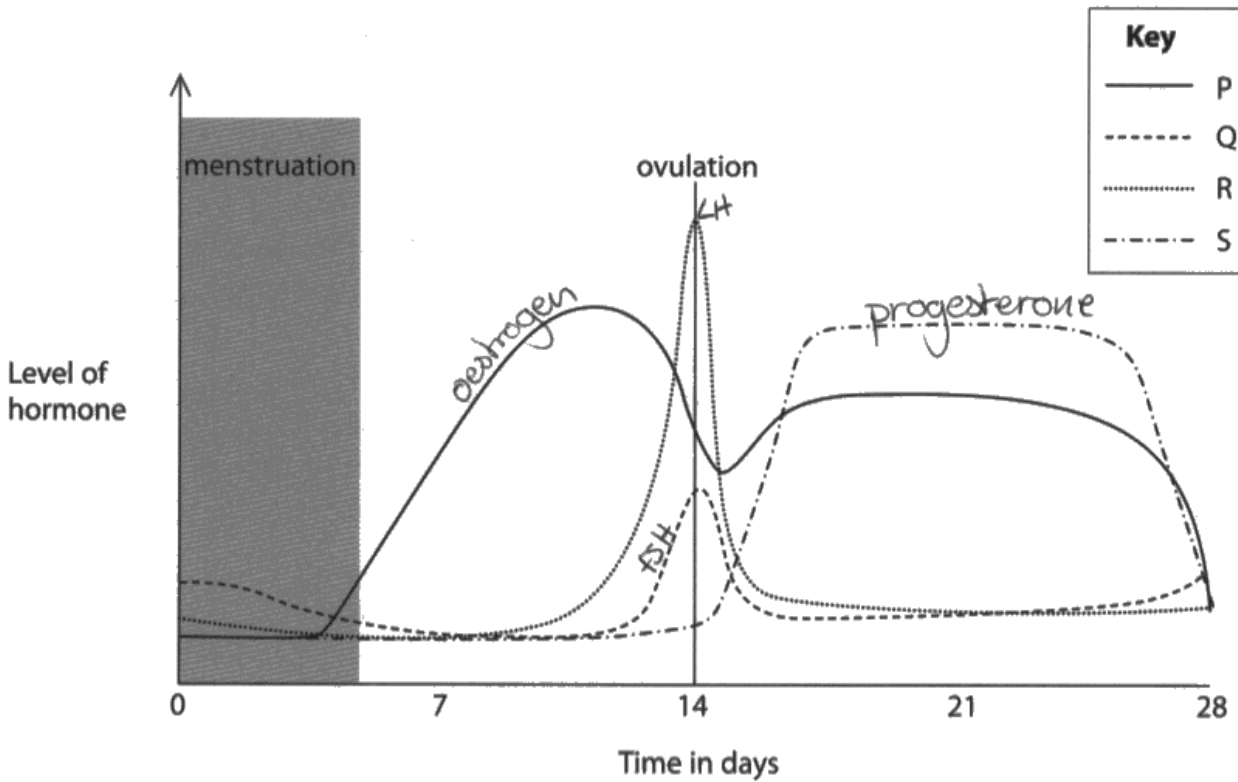 Key
P
Q
R
S
menstruation
ovulation
LH
oestrogen
progesterone
FSH
Level of
hormone
0
7
14
21
28
Time in days